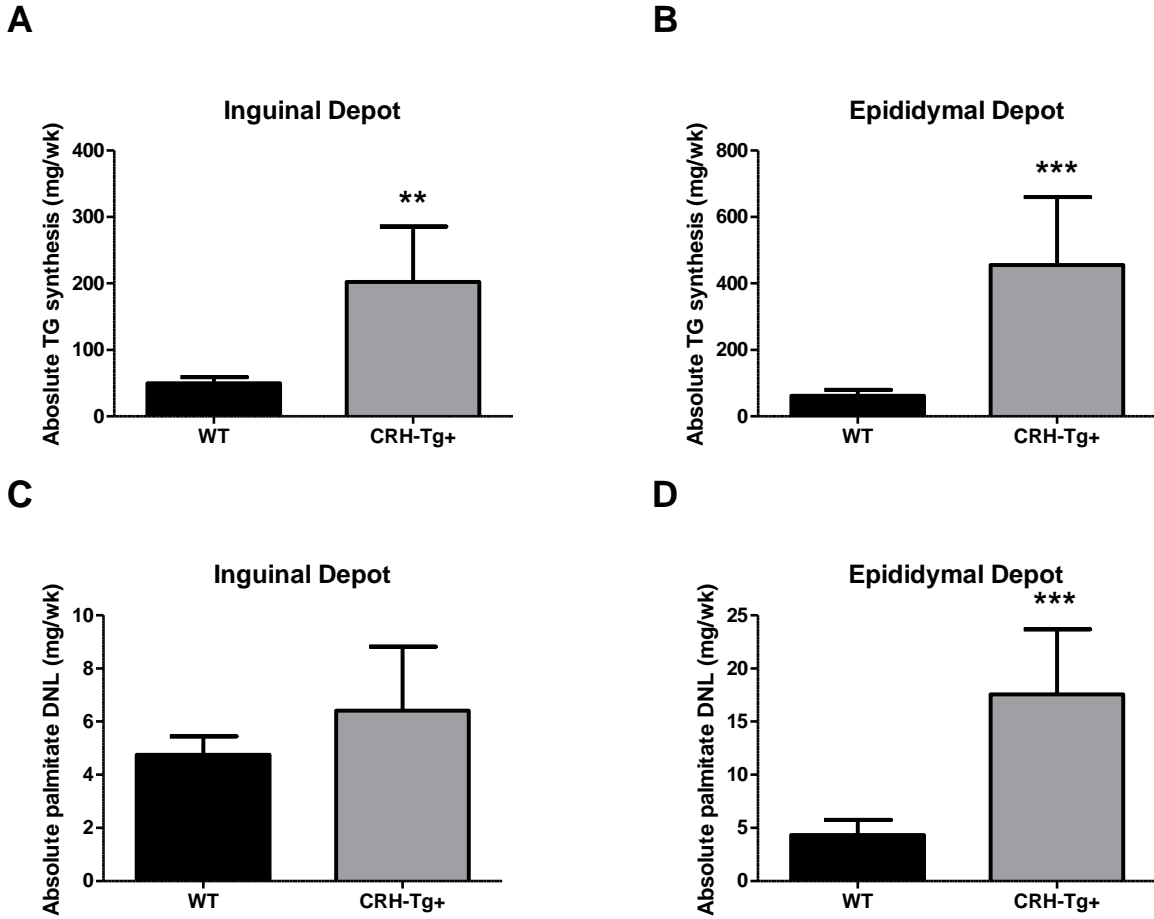 A
Inguinal Depot
Aboslute TG synthesis (mg/wk)
400
300
200
100
0
**
WT
CRH-Tg+
B
Epididymal Depot
Absolute TG synthesis (mg/wk)
800
600
400
200
0
***
WT
CRH-Tg+
C
Inguinal Depot
Absolute palmitate DNL (mg/wk)
10
8
6
4
2
0
WT
CRH-Tg+
D
Epididymal Depot
Absolute palmitate DNL (mg/wk)
25
20
15
10
5
0
***
WT
CRH-Tg+